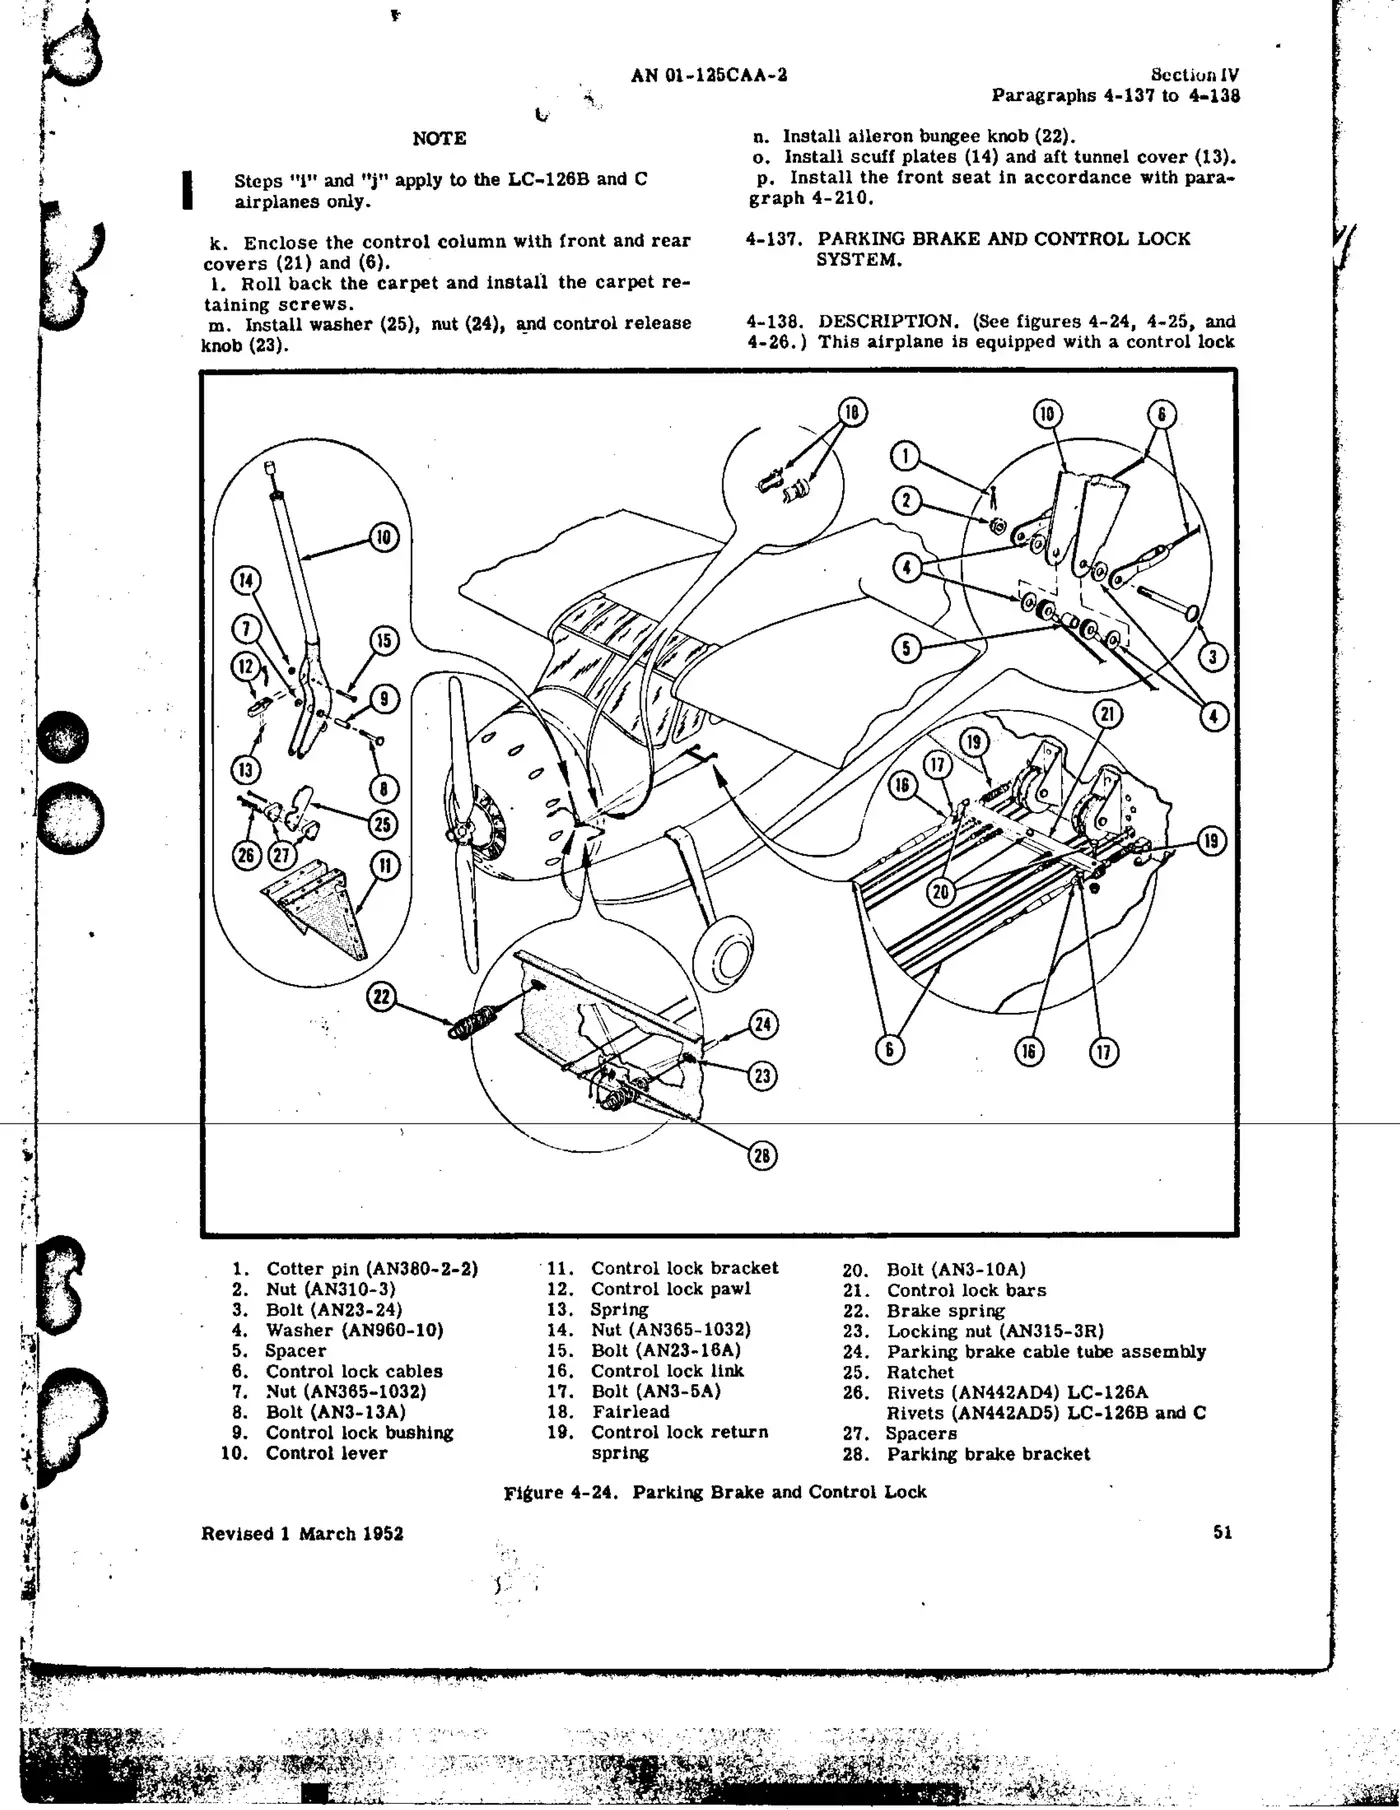 AN 01-125CAA-2
Section IV
Paragraphs 4-137 to 4-138
NOTE
Steps "i" and "j" apply to the LC-126B and C
airplanes only.
k. Enclose the control column with front and rear
covers (21) and (6).
l. Roll back the carpet and install the carpet re-
taining screws.
m. Install washer (25), nut (24), and control release
knob (23).
n. Install aileron bungee knob (22).
o. Install scuff plates (14) and aft tunnel cover (13).
p. Install the front seat in accordance with para-
graph 4-210.
4-137. PARKING BRAKE AND CONTROL LOCK
SYSTEM.
4-138. DESCRIPTION. (See figures 4-24, 4-25, and
4-26.) This airplane is equipped with a control lock
18
10
6
1
2
10
14
4
7
15
12
5
3
9
4
21
13
19
17
8
16
25
19
26
27
11
20
22
24
6
16
17
23
28
1. Cotter pin (AN380-2-2)
2. Nut (AN310-3)
3. Bolt (AN23-24)
4. Washer (AN960-10)
5. Spacer
6. Control lock cables
7. Nut (AN365-1032)
8. Bolt (AN3-13A)
9. Control lock bushing
10. Control lever
11. Control lock bracket
12. Control lock pawl
13. Spring
14. Nut (AN365-1032)
15. Bolt (AN23-16A)
16. Control lock link
17. Bolt (AN3-5A)
18. Fairlead
19. Control lock return
spring
20. Bolt (AN3-10A)
21. Control lock bars
22. Brake spring
23. Locking nut (AN315-3R)
24. Parking brake cable tube assembly
25. Ratchet
26. Rivets (AN442AD4) LC-126A
Rivets (AN442AD5) LC-126B and C
27. Spacers
28. Parking brake bracket
Figure 4-24. Parking Brake and Control Lock
Revised 1 March 1952
51